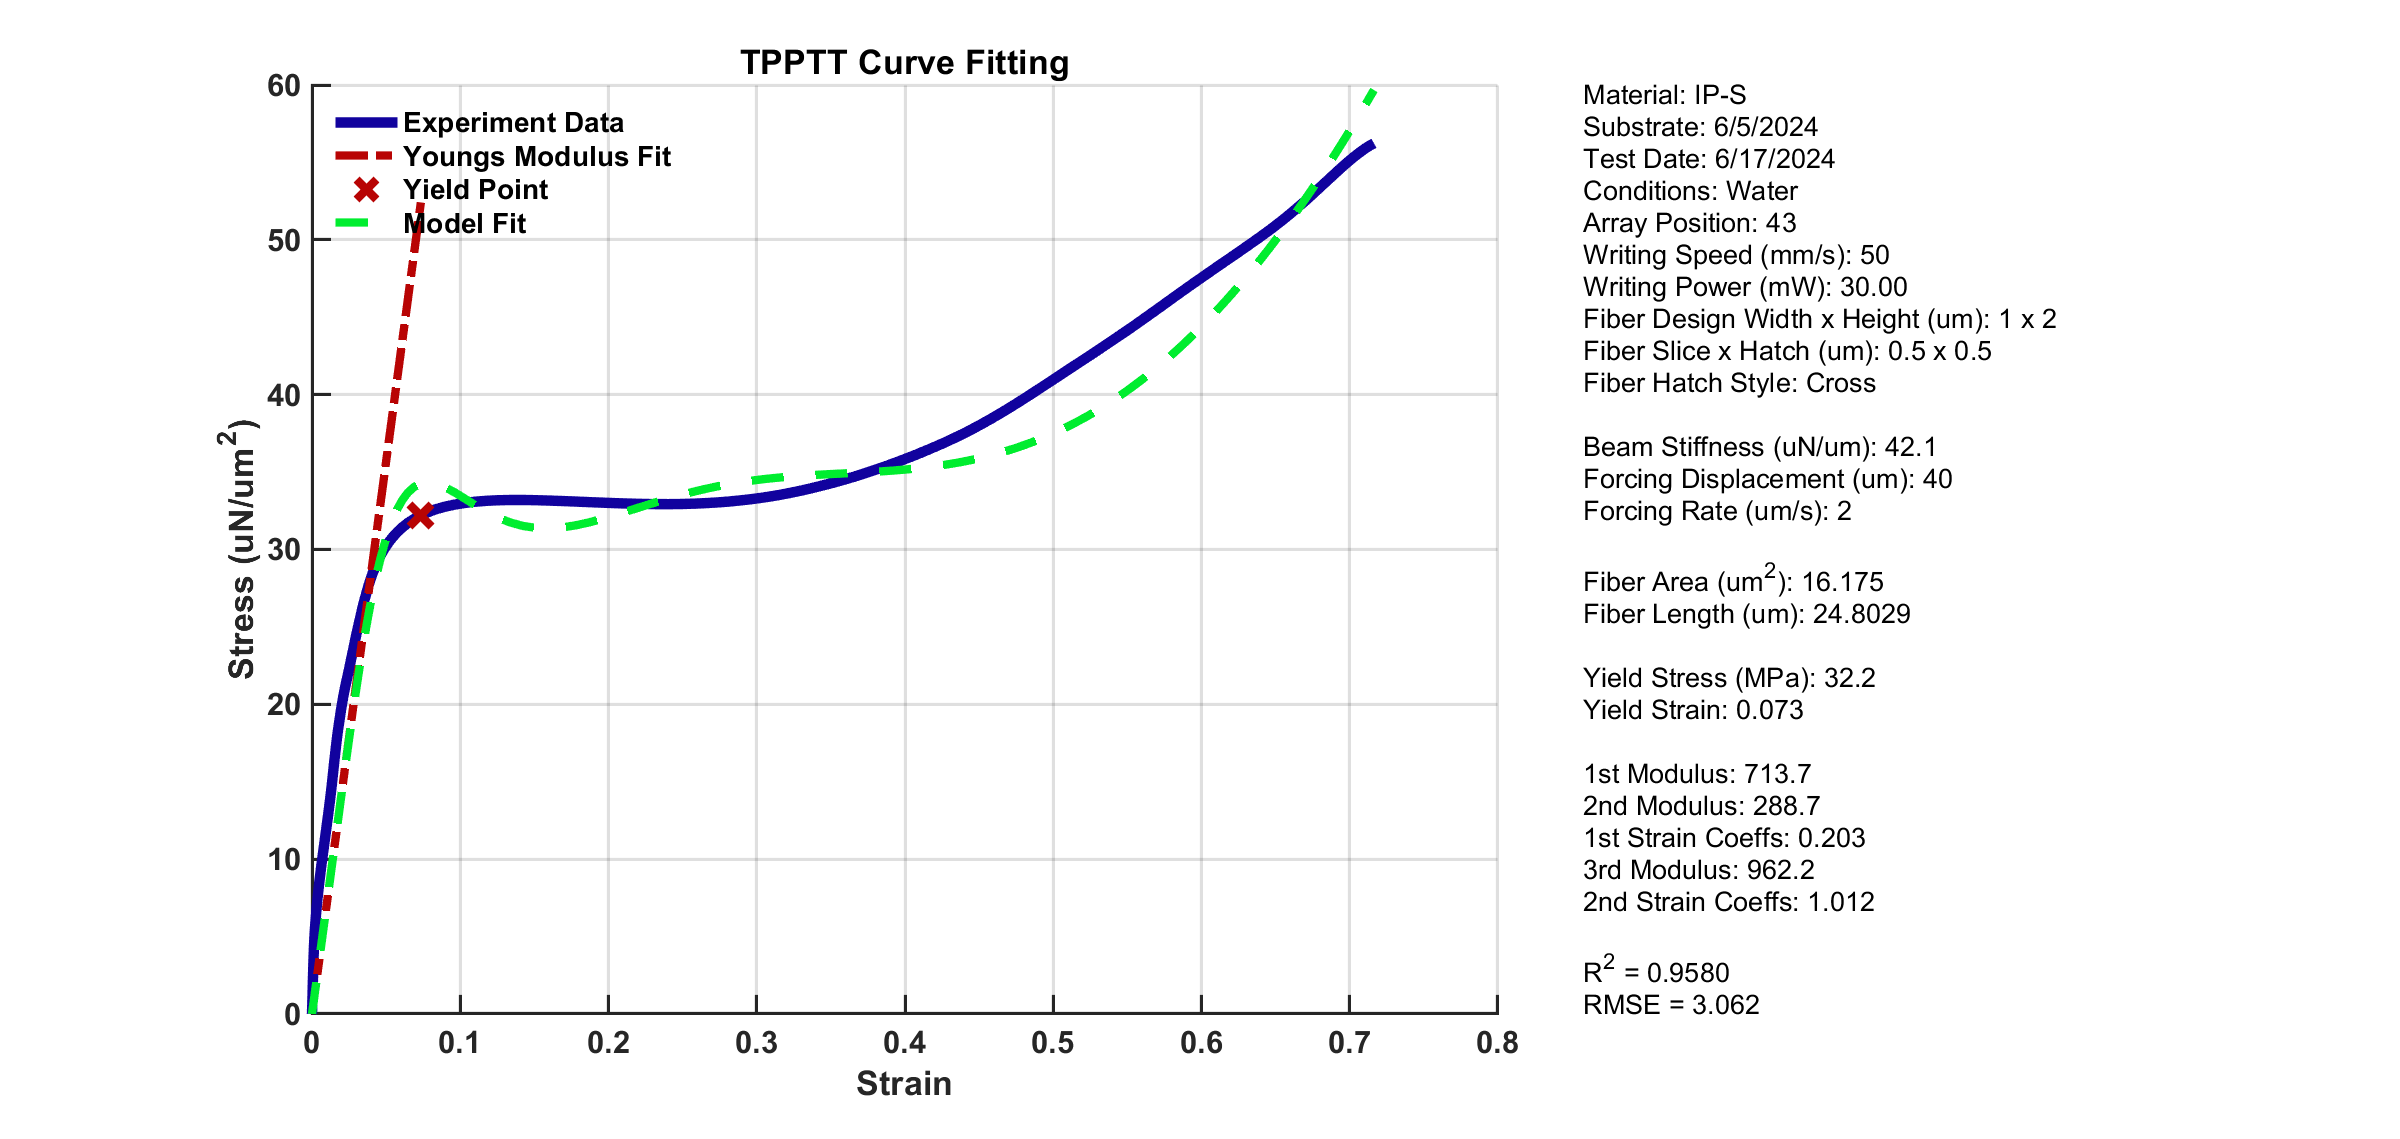 TPPTT Curve Fitting
60
50
40
30
20
10
0
Stress (uN/um²)
Experiment Data
Youngs Modulus Fit
Yield Point
Model Fit
0 0.1 0.2 0.3 0.4 0.5 0.6 0.7 0.8
Strain
Material: IP-S
Substrate: 6/5/2024
Test Date: 6/17/2024
Conditions: Water
Array Position: 43
Writing Speed (mm/s): 50
Writing Power (mW): 30.00
Fiber Design Width x Height (um): 1 x 2
Fiber Slice x Hatch (um): 0.5 x 0.5
Fiber Hatch Style: Cross
Beam Stiffness (uN/um): 42.1
Forcing Displacement (um): 40
Forcing Rate (um/s): 2
Fiber Area (um²): 16.175
Fiber Length (um): 24.8029
Yield Stress (MPa): 32.2
Yield Strain: 0.073
1st Modulus: 713.7
2nd Modulus: 288.7
1st Strain Coeffs: 0.203
3rd Modulus: 962.2
2nd Strain Coeffs: 1.012
R² = 0.9580
RMSE = 3.062